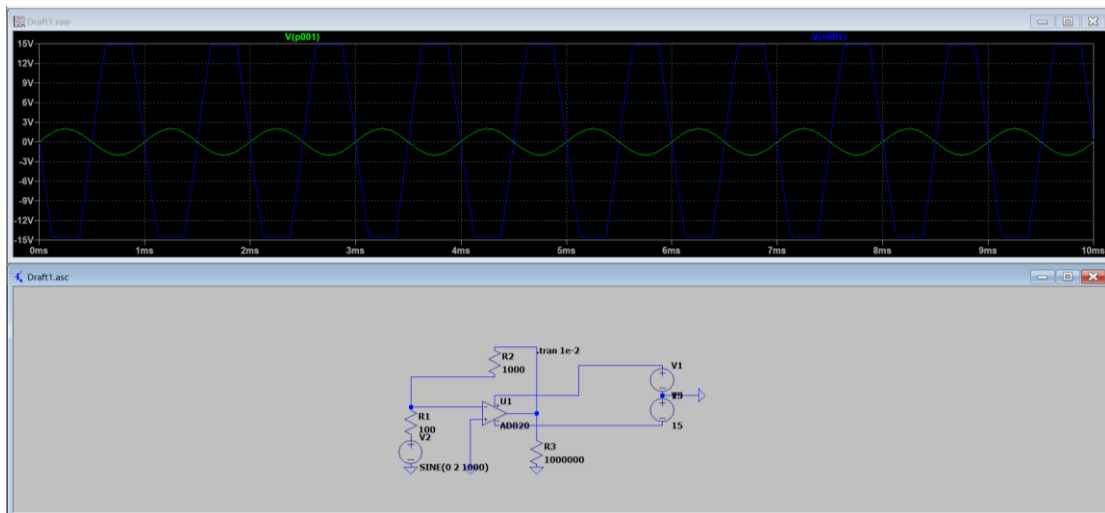 Draft1.raw
V(p001)
V(n001)
15V
12V
9V
6V
3V
0V
-3V
-6V
-9V
-12V
-15V
0ms
1ms
2ms
3ms
4ms
5ms
6ms
7ms
8ms
9ms
10ms
Draft1.asc
R2
1000
.tran 1e-2
V1
U1
R1
100
V2
15
R3
1000000
SINE(0 2 1000)